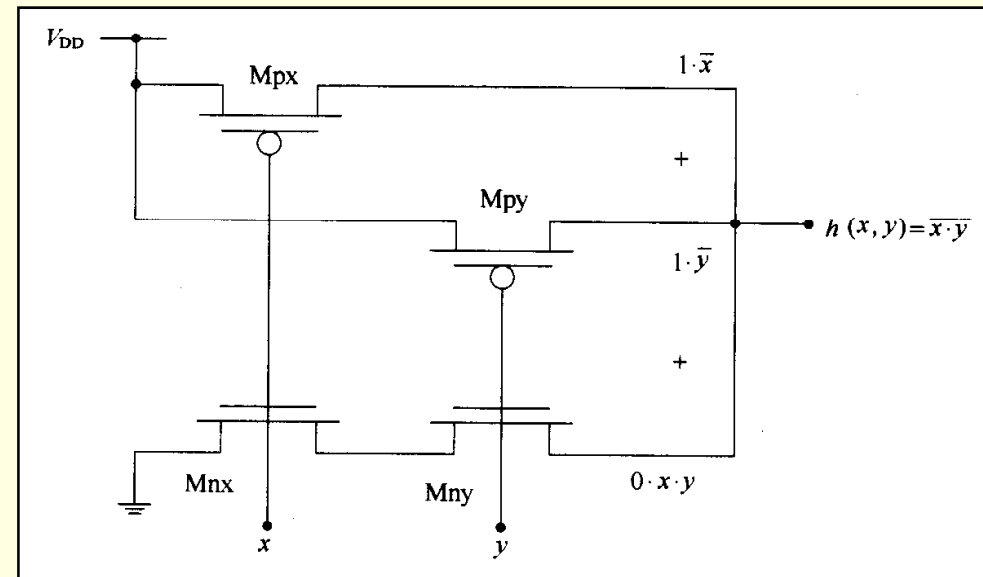 V_DD
Mpx
1·x̅
+
Mpy
h (x, y)=\overline{x·y}
1·y̅
+
Mnx
Mny
0·x·y
x
y